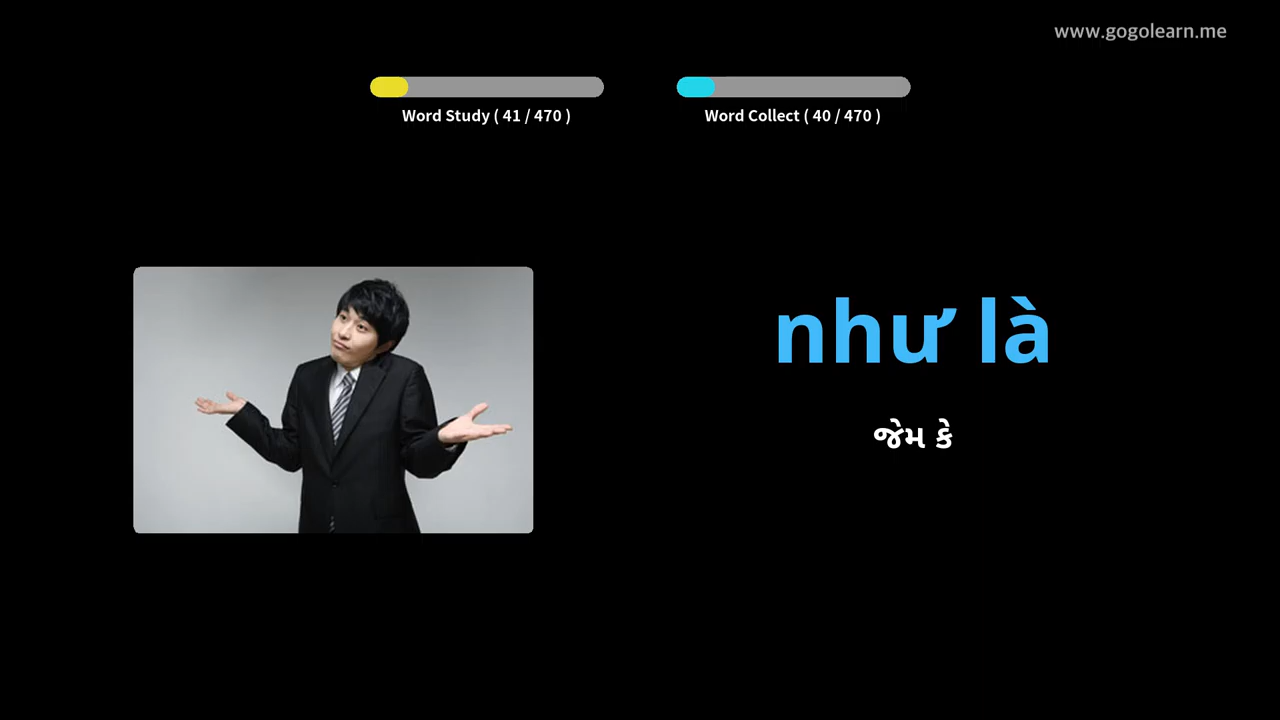 www.gogolearn.me
Word Study ( 41 / 470 )
Word Collect ( 40 / 470 )
như là
જેમ કે